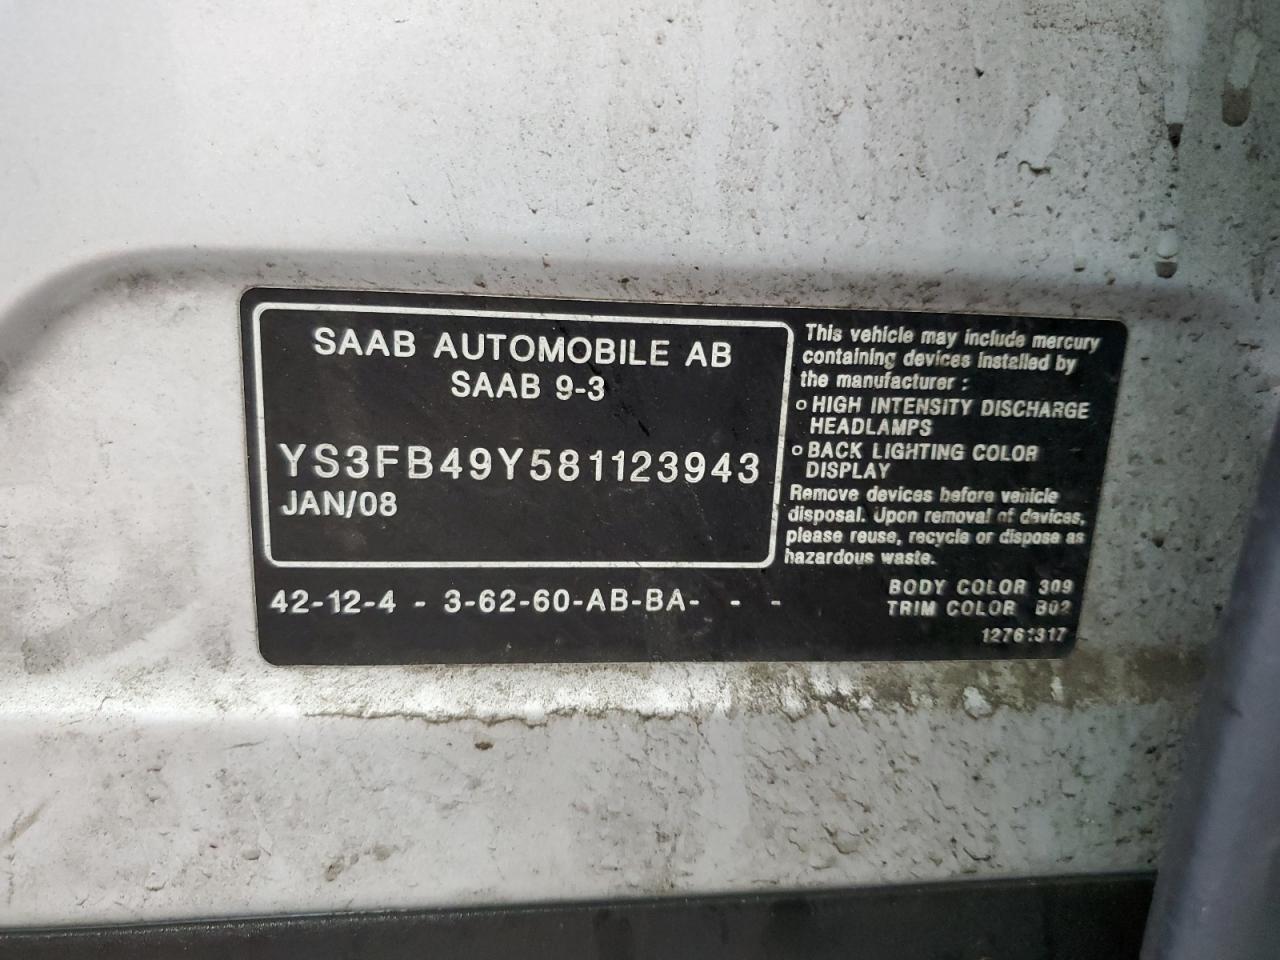 SAAB AUTOMOBILE AB
SAAB 9-3
YS3FB49Y581123943
JAN/08
42-12-4 - 3-62-60-AB-BA- - -
This vehicle may include mercury
containing devices installed by
the manufacturer :
o HIGH INTENSITY DISCHARGE
HEADLAMPS
o BACK LIGHTING COLOR
DISPLAY
Remove devices before vehicle
disposal. Upon removal of devices,
please reuse, recycle or dispose as
hazardous waste.
BODY COLOR 309
TRIM COLOR B02